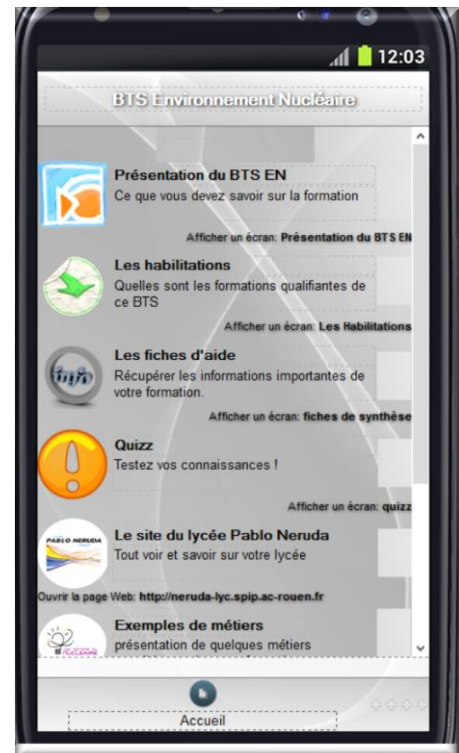 12:03
BTS Environnement Nucléaire
Présentation du BTS EN
Ce que vous devez savoir sur la formation
Afficher un écran: Présentation du BTS EN
Les habilitations
Quelles sont les formations qualifiantes de
ce BTS
Afficher un écran: Les Habilitations
info
Les fiches d'aide
Récupérer les informations importantes de
votre formation.
Afficher un écran: fiches de synthèse
Quizz
Testez vos connaissances !
Afficher un écran: quizz
PABLO NERUDA
Le site du lycée Pablo Neruda
Tout voir et savoir sur votre lycée
Ouvrir la page Web: http://neruda-lyc.spip.ac-rouen.fr
Exemples de métiers
présentation de quelques métiers
Accueil